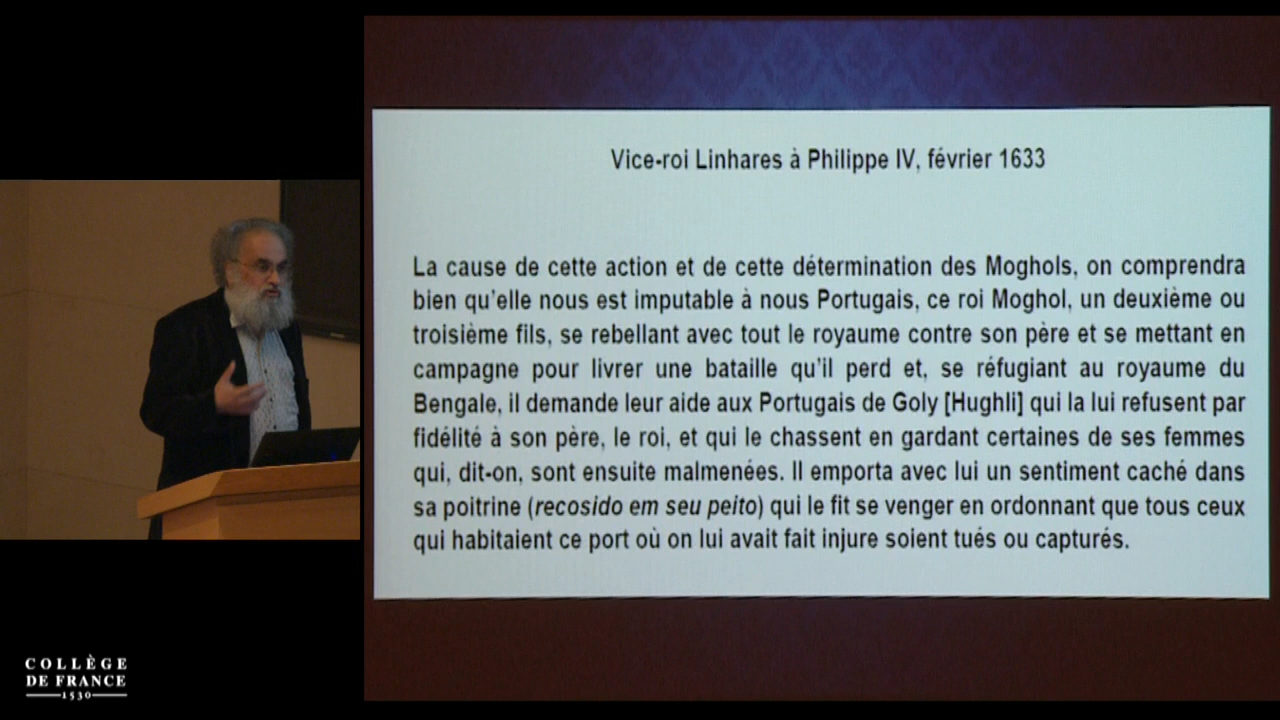 Vice-roi Linhares à Philippe IV, février 1633
La cause de cette action et de cette détermination des Moghols, on comprendra
bien qu'elle nous est imputable à nous Portugais, ce roi Moghol, un deuxième ou
troisième fils, se rebellant avec tout le royaume contre son père et se mettant en
campagne pour livrer une bataille qu'il perd et, se réfugiant au royaume du
Bengale, il demande leur aide aux Portugais de Goly [Hughli] qui la lui refusent par
fidélité à son père, le roi, et qui le chassent en gardant certaines de ses femmes
qui, dit-on, sont ensuite malmenées. Il emporta avec lui un sentiment caché dans
sa poitrine (recosido em seu peito) qui le fit se venger en ordonnant que tous ceux
qui habitaient ce port où on lui avait fait injure soient tués ou capturés.
COLLÈGE
DE FRANCE
1530